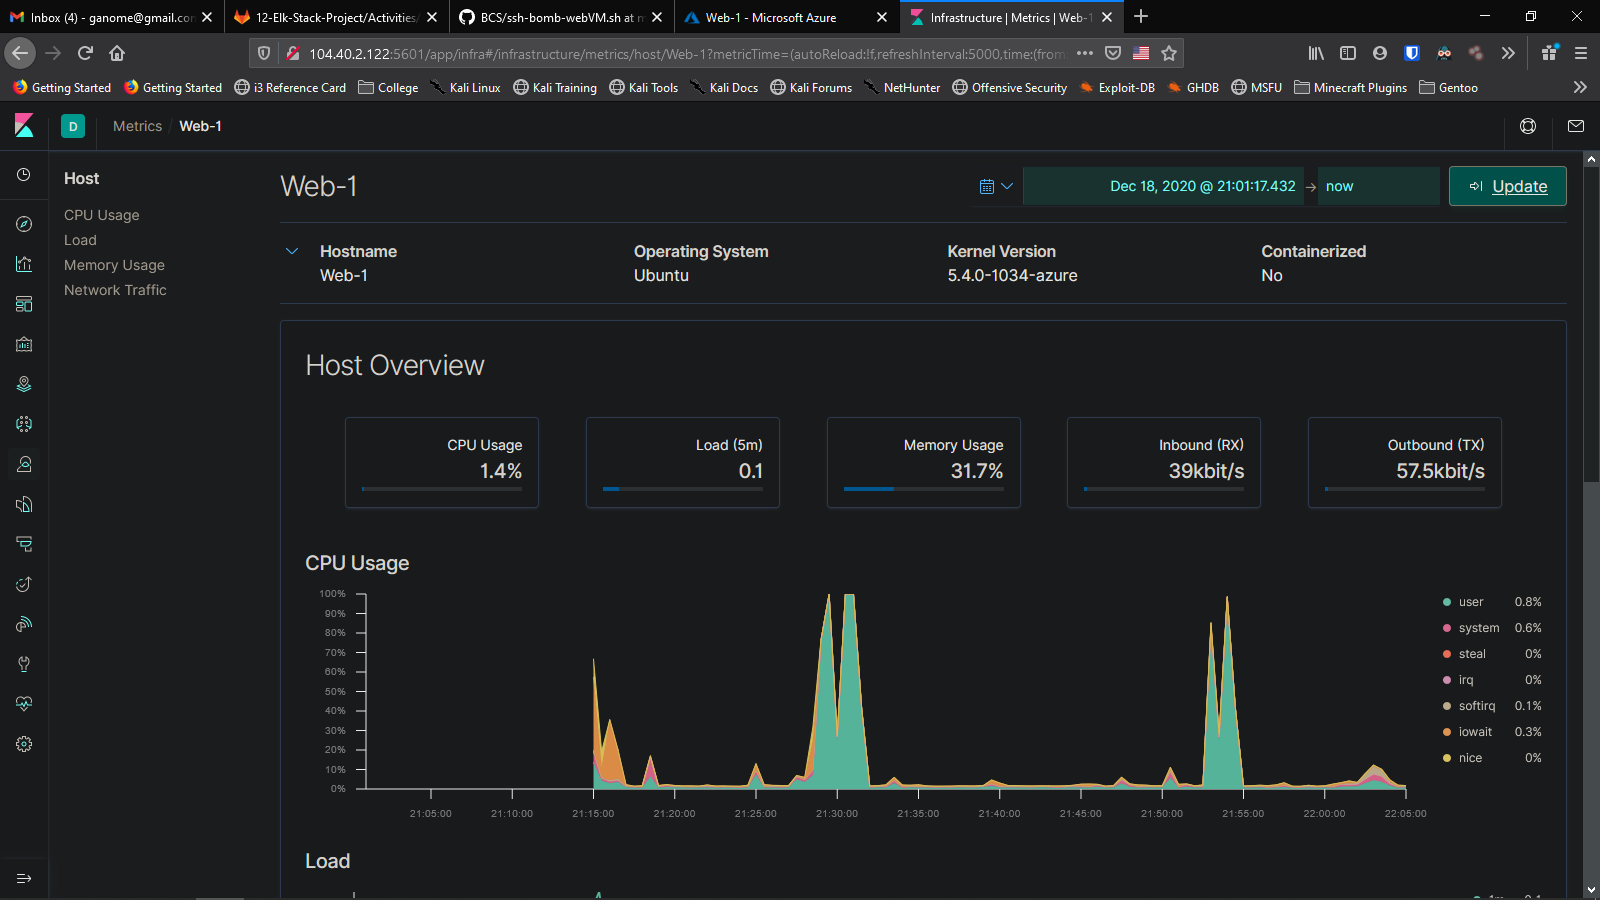 Inbox (4) - ganome@gmail.con
12-Elk-Stack-Project/Activities/
BCS/ssh-bomb-webVM.sh at m
Web-1 - Microsoft Azure
Infrastructure | Metrics | Web-1
104.40.2.122:5601/app/infra#/infrastructure/metrics/host/Web-1?metricTime=(autoReload:!f,refreshInterval:5000,time:(from:
Getting Started
Getting Started
i3 Reference Card
College
Kali Linux
Kali Training
Kali Tools
Kali Docs
Kali Forums
NetHunter
Offensive Security
Exploit-DB
GHDB
MSFU
Minecraft Plugins
Gentoo
D
Metrics / Web-1
Host
CPU Usage
Load
Memory Usage
Network Traffic
Web-1
Dec 18, 2020 @ 21:01:17.432 → now
Update
Hostname
Web-1
Operating System
Ubuntu
Kernel Version
5.4.0-1034-azure
Containerized
No
Host Overview
CPU Usage
1.4%
Load (5m)
0.1
Memory Usage
31.7%
Inbound (RX)
39kbit/s
Outbound (TX)
57.5kbit/s
CPU Usage
100%
90%
80%
70%
60%
50%
40%
30%
20%
10%
0%
21:05:00 21:10:00 21:15:00 21:20:00 21:25:00 21:30:00 21:35:00 21:40:00 21:45:00 21:50:00 21:55:00 22:00:00 22:05:00
user 0.8%
system 0.6%
steal 0%
irq 0%
softirq 0.1%
iowait 0.3%
nice 0%
Load